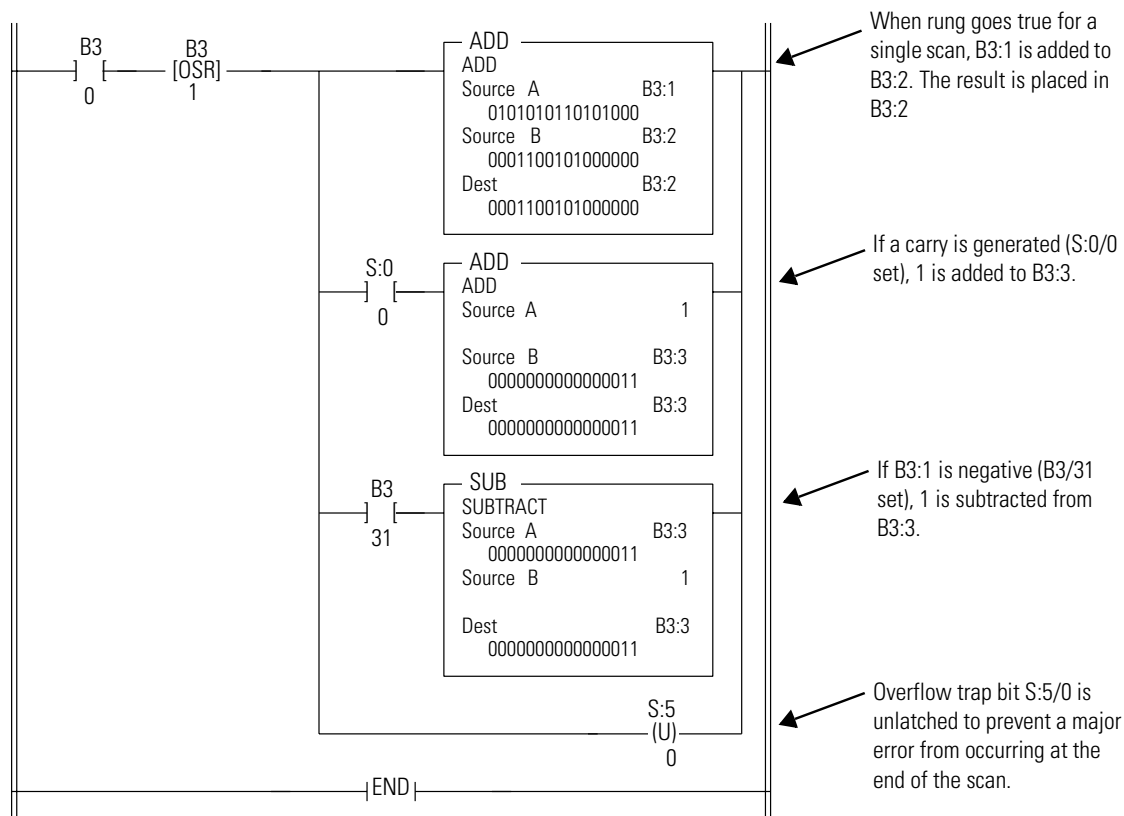 B3
] [
0
B3
[OSR]
1
ADD
ADD
Source A B3:1
0101010110101000
Source B B3:2
0001100101000000
Dest B3:2
0001100101000000
When rung goes true for a
single scan, B3:1 is added to
B3:2. The result is placed in
B3:2
S:0
] [
0
ADD
ADD
Source A 1
Source B B3:3
0000000000000011
Dest B3:3
0000000000000011
If a carry is generated (S:0/0
set), 1 is added to B3:3.
B3
] [
31
SUB
SUBTRACT
Source A B3:3
0000000000000011
Source B 1
Dest B3:3
0000000000000011
If B3:1 is negative (B3/31
set), 1 is subtracted from
B3:3.
S:5
(U)
0
Overflow trap bit S:5/0 is
unlatched to prevent a major
error from occurring at the
end of the scan.
END